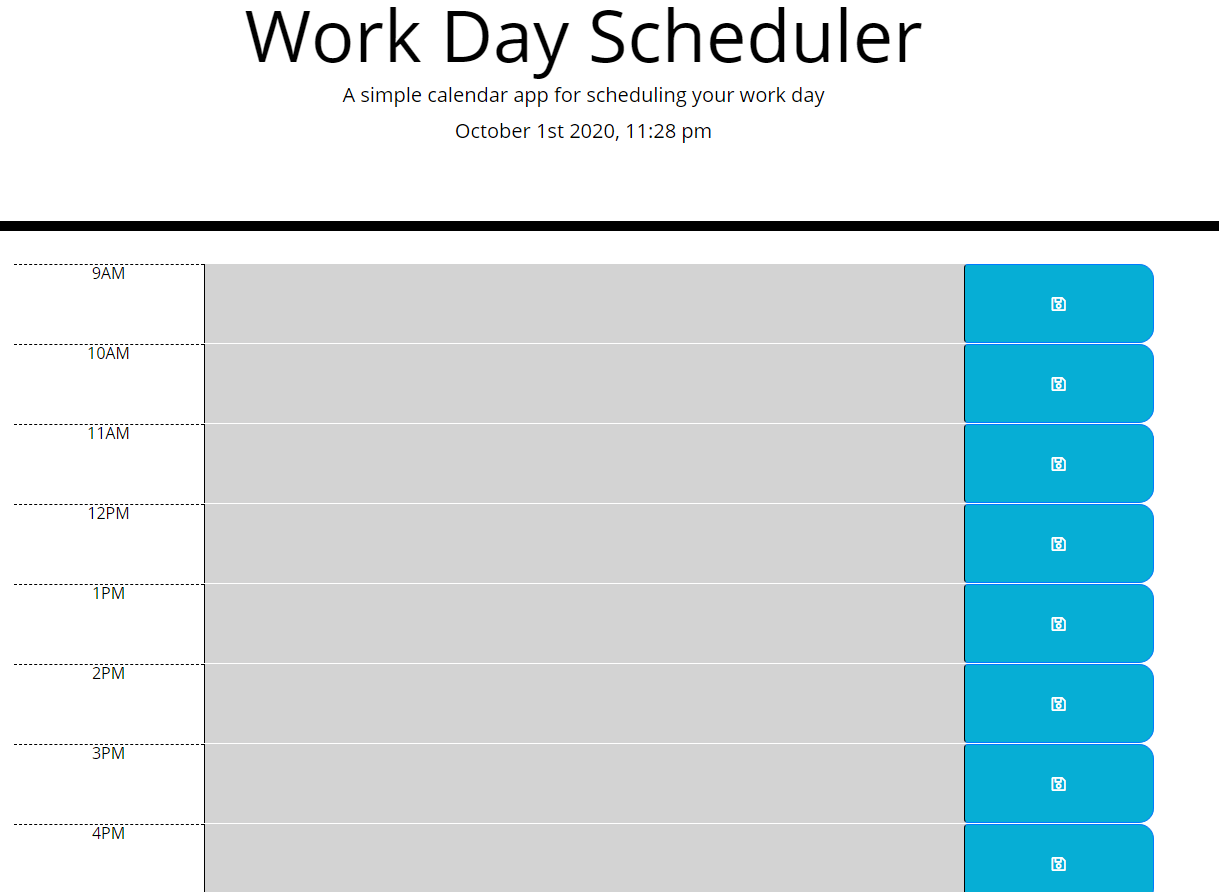 Work Day Scheduler
A simple calendar app for scheduling your work day
October 1st 2020, 11:28 pm
9AM
10AM
11AM
12PM
1PM
2PM
3PM
4PM